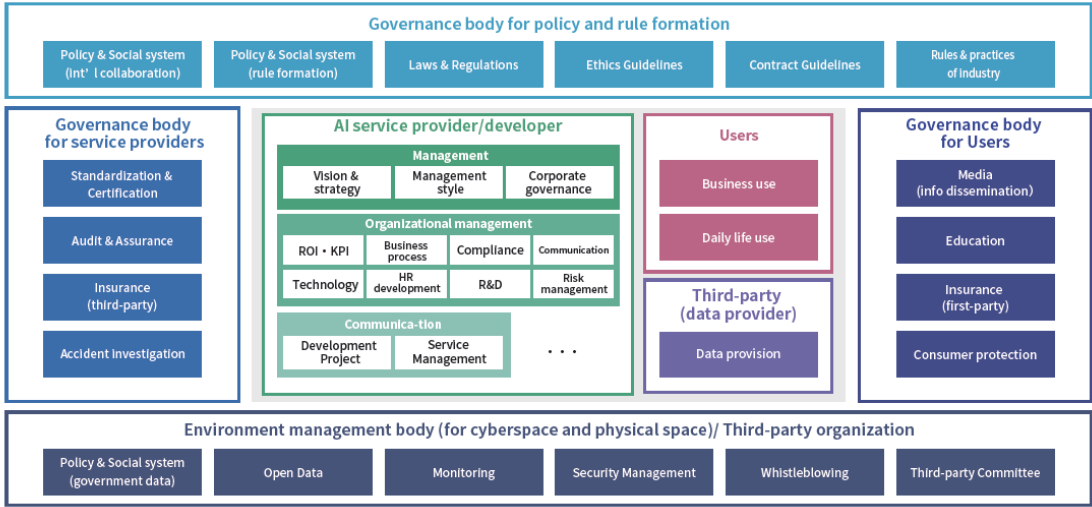 Governance body for policy and rule formation
Policy & Social system
(int' l collaboration)
Policy & Social system
(rule formation)
Laws & Regulations
Ethics Guidelines
Contract Guidelines
Rules & practices
of industry
Governance body
for service providers
Standardization &
Certification
Audit & Assurance
Insurance
(third-party)
Accident investigation
AI service provider/developer
Management
Vision &
strategy
Management
style
Corporate
governance
Organizational management
ROI・KPI
Business
process
Compliance
Communication
Technology
HR
development
R&D
Risk
management
Communica-tion
Development
Project
Service
Management
・・・
Users
Business use
Daily life use
Third-party
(data provider)
Data provision
Governance body
for Users
Media
(info dissemination)
Education
Insurance
(first-party)
Consumer protection
Environment management body (for cyberspace and physical space)/ Third-party organization
Policy & Social system
(government data)
Open Data
Monitoring
Security Management
Whistleblowing
Third-party Committee